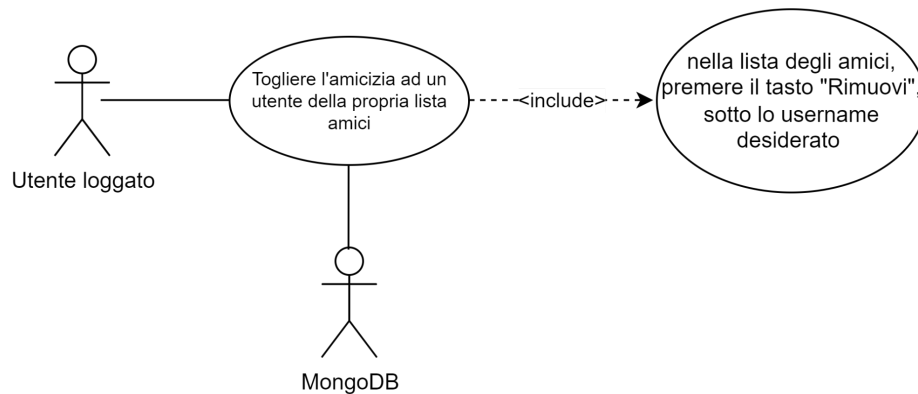 Togliere l'amicizia ad un
utente della propria lista
amici
<include>
nella lista degli amici,
premere il tasto "Rimuovi",
sotto lo username
desiderato
Utente loggato
MongoDB